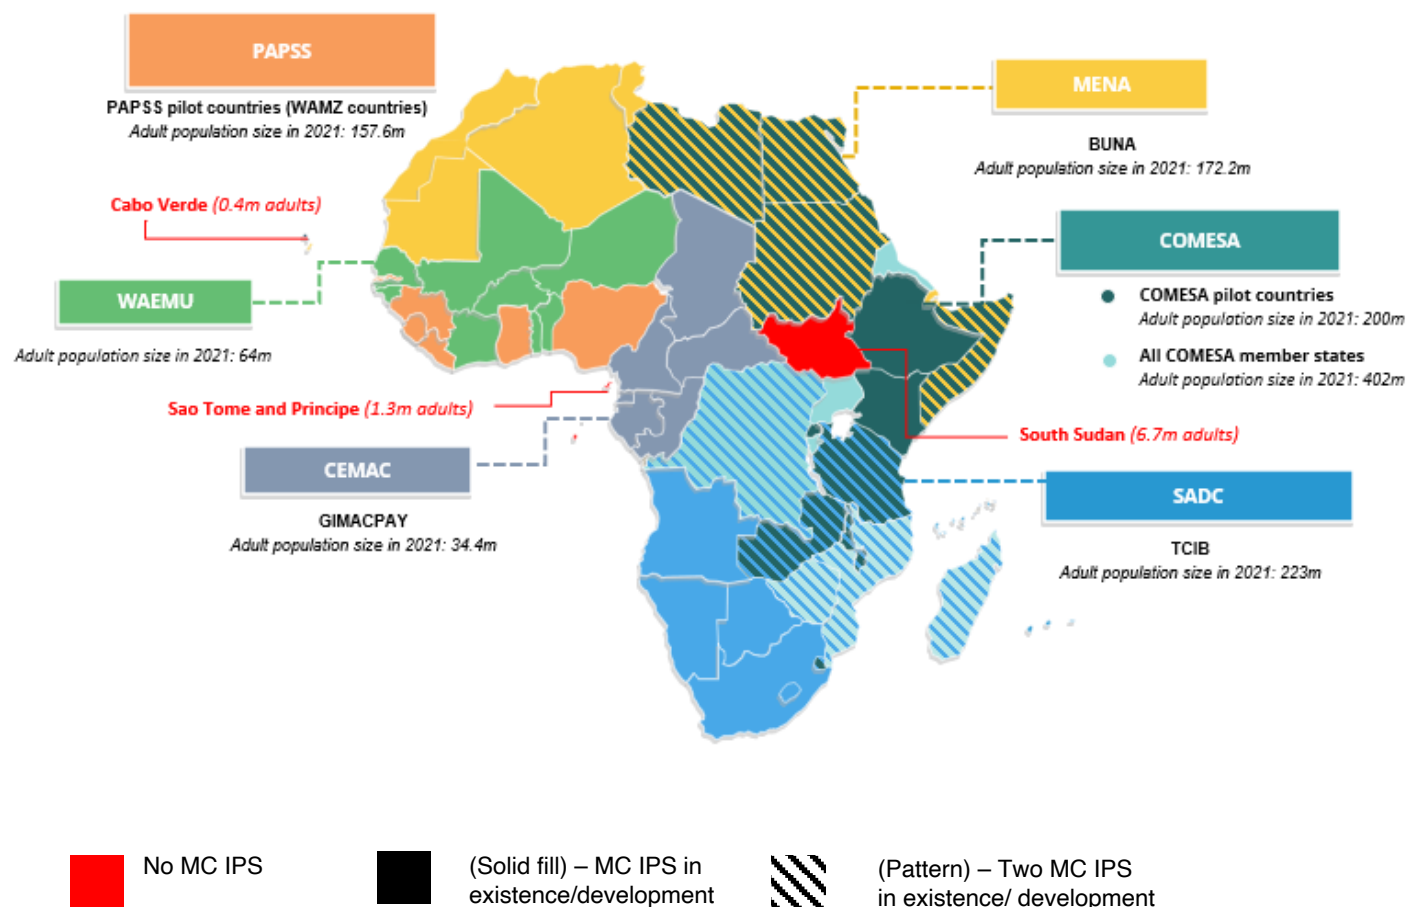 PAPSS
PAPSS pilot countries (WAMZ countries)
Adult population size in 2021: 157.6m
MENA
BUNA
Adult population size in 2021: 172.2m
Cabo Verde (0.4m adults)
COMESA
COMESA pilot countries
Adult population size in 2021: 200m
All COMESA member states
Adult population size in 2021: 402m
WAEMU
Adult population size in 2021: 64m
Sao Tome and Principe (1.3m adults)
South Sudan (6.7m adults)
CEMAC
GIMACPAY
Adult population size in 2021: 34.4m
SADC
TCIB
Adult population size in 2021: 223m
No MC IPS
(Solid fill) – MC IPS in
existence/development
(Pattern) – Two MC IPS
in existence/ development